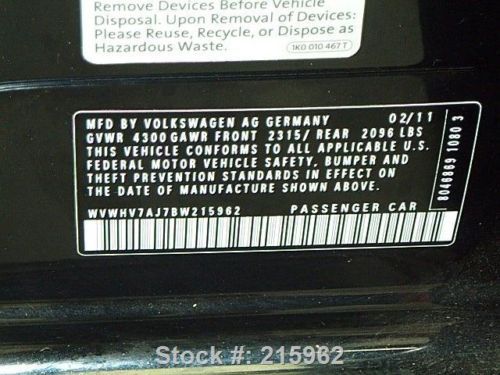 Remove Devices Before Vehicle
Disposal. Upon Removal of Devices:
Please Reuse, Recycle, or Dispose as
Hazardous Waste.
1K0 010 467 T
MFD BY VOLKSWAGEN AG GERMANY 02/11
GVWR 4300 GAWR FRONT 2315/ REAR 2096 LBS
THIS VEHICLE CONFORMS TO ALL APPLICABLE U.S.
FEDERAL MOTOR VEHICLE SAFETY, BUMPER AND
THEFT PREVENTION STANDARDS IN EFFECT ON
THE DATE OF MANUFACTURE SHOWN ABOVE.
WVWHV7AJ7BW215962 PASSENGER CAR
8046869 1080 3
Stock #: 215962